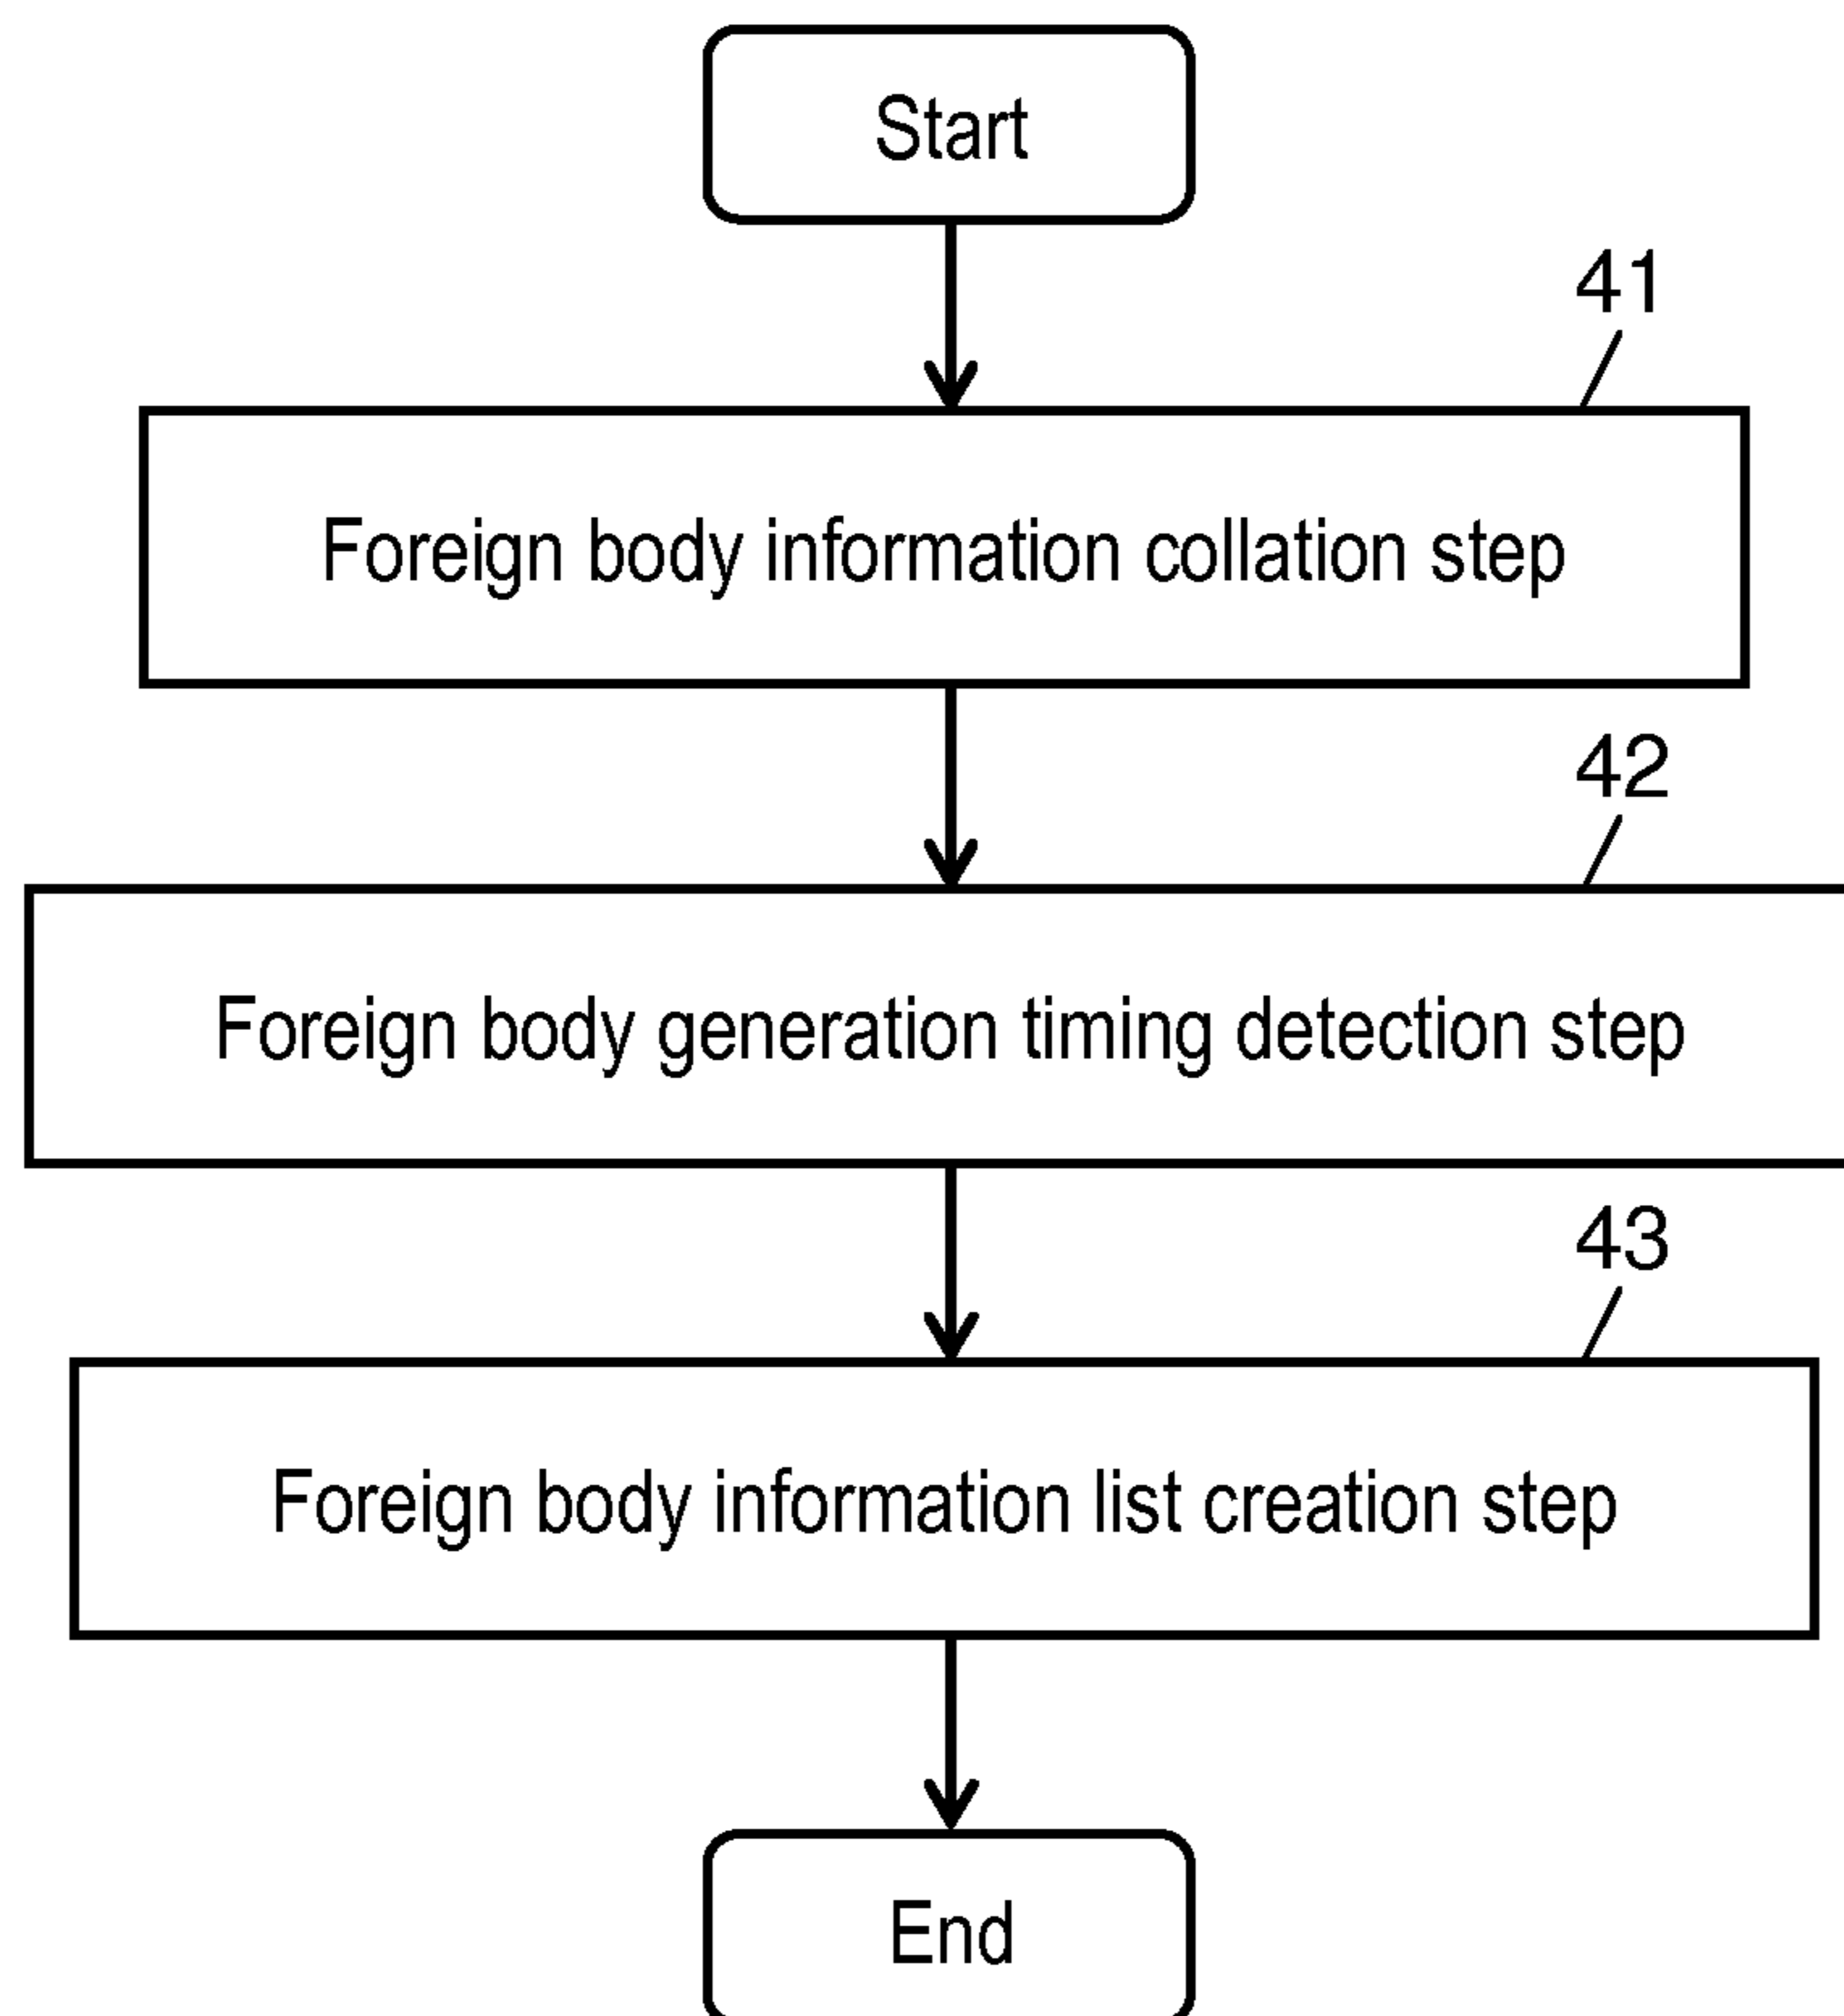 Start
41
Foreign body information collation step
42
Foreign body generation timing detection step
43
Foreign body information list creation step
End